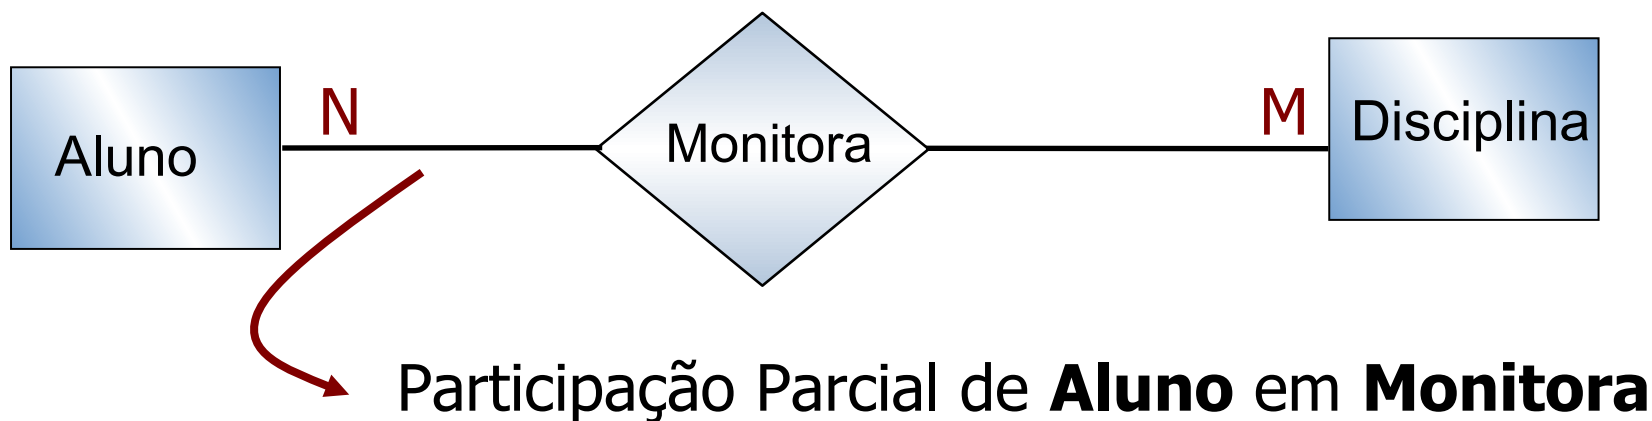 Aluno
N
Monitora
M
Disciplina
Participação Parcial de Aluno em Monitora